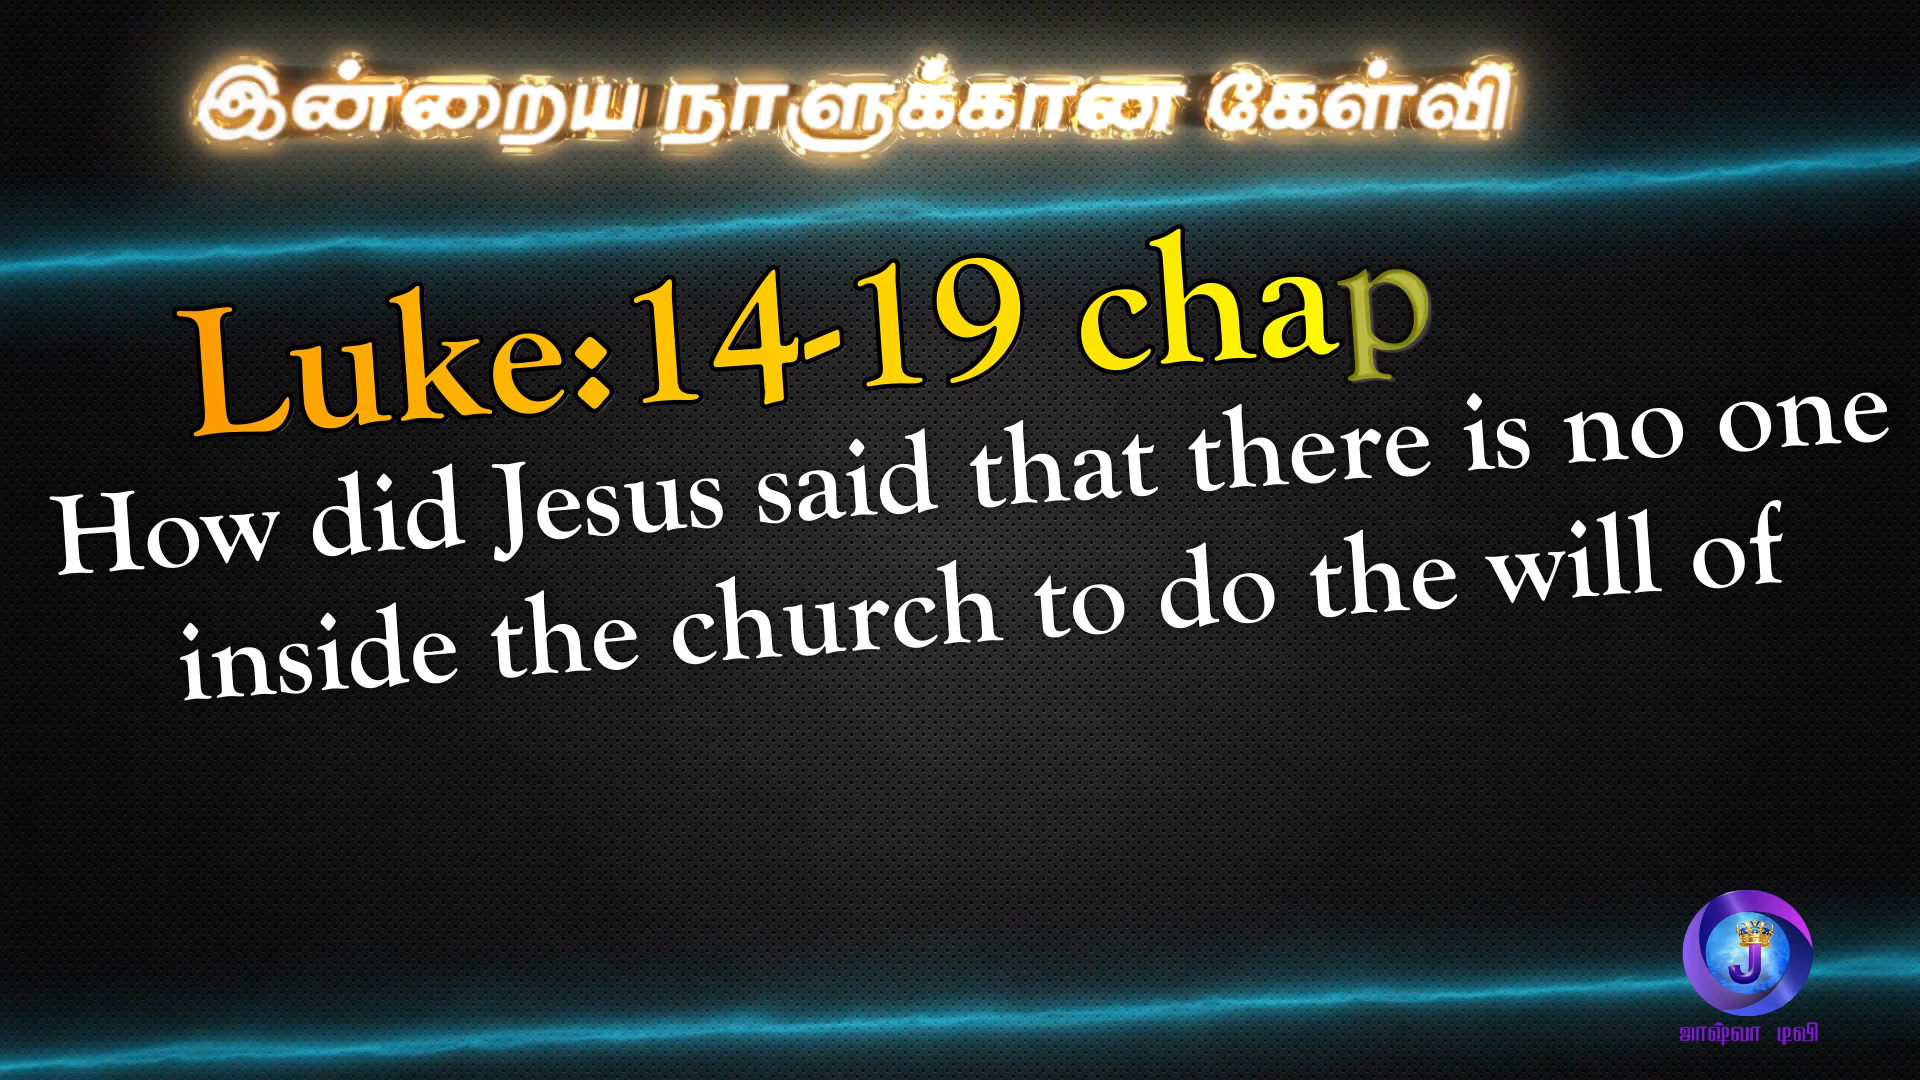 இன்றைய நாளுக்கான கேள்வி
Luke:14-19 chap
How did Jesus said that there is no one
inside the church to do the will of
J
ஜாஷ்வா டிவி